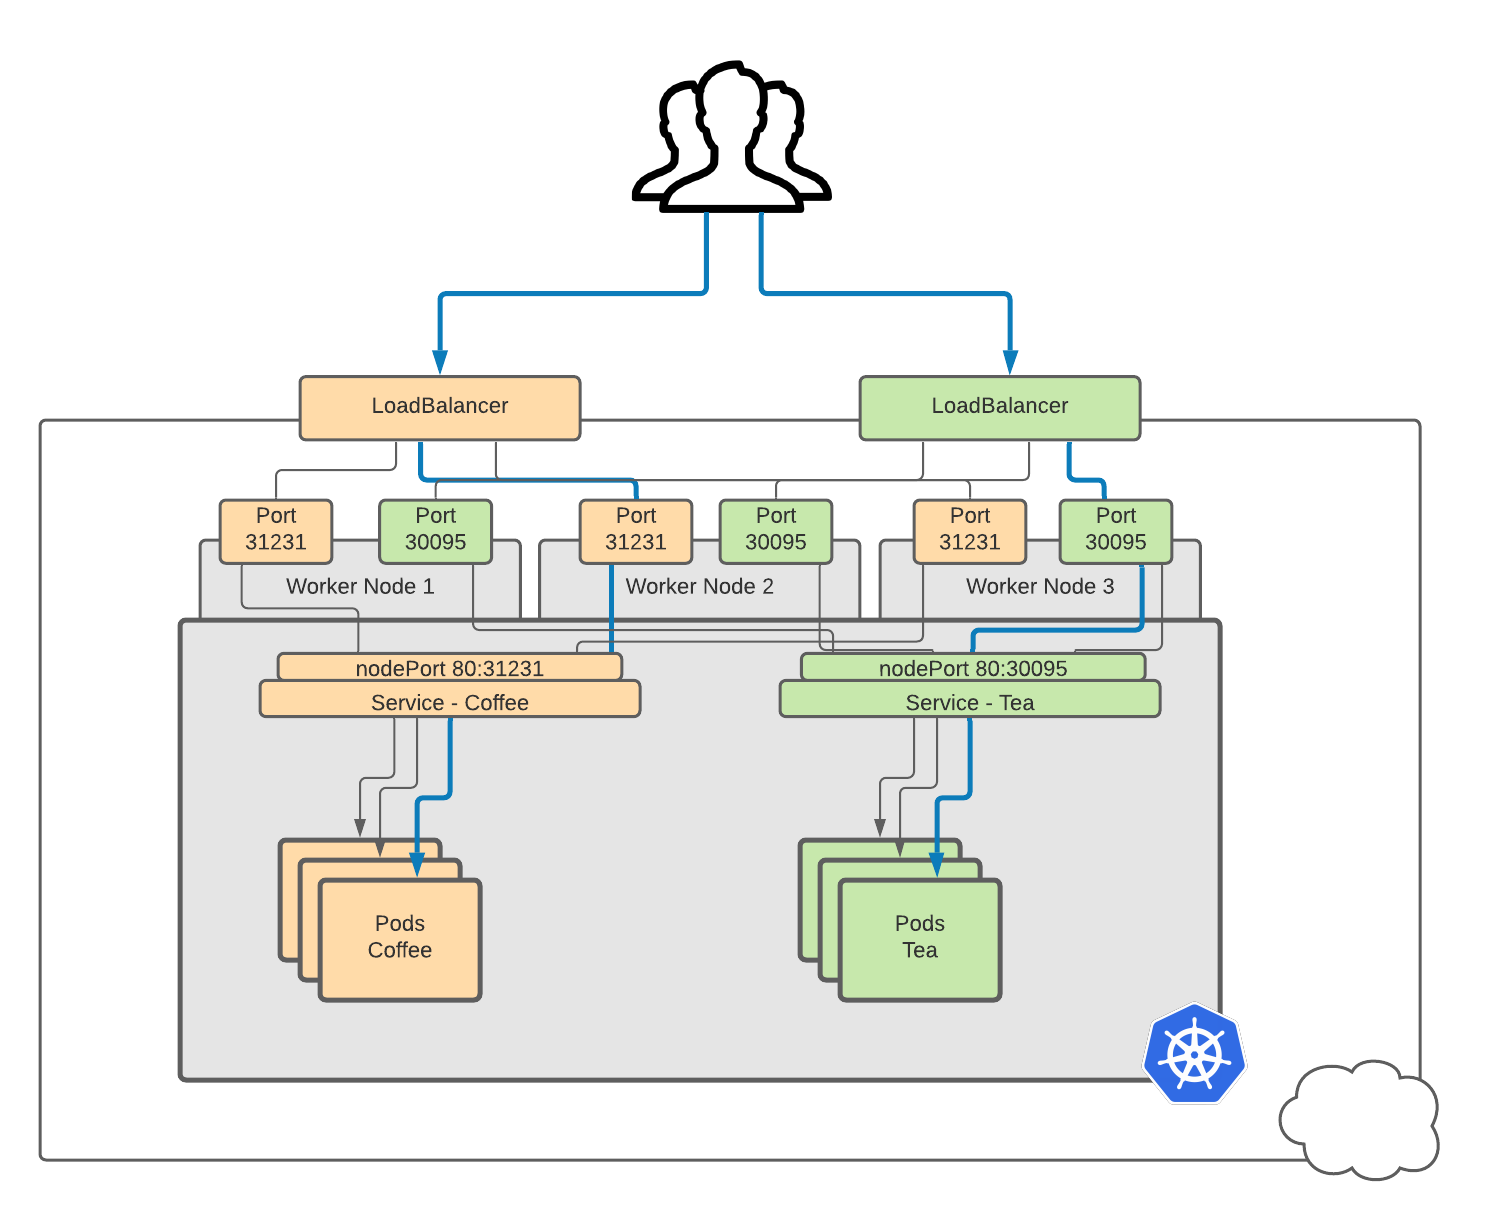 LoadBalancer
LoadBalancer
Port
31231
Port
30095
Port
31231
Port
30095
Port
31231
Port
30095
Worker Node 1
Worker Node 2
Worker Node 3
nodePort 80:31231
Service - Coffee
nodePort 80:30095
Service - Tea
Pods
Coffee
Pods
Tea